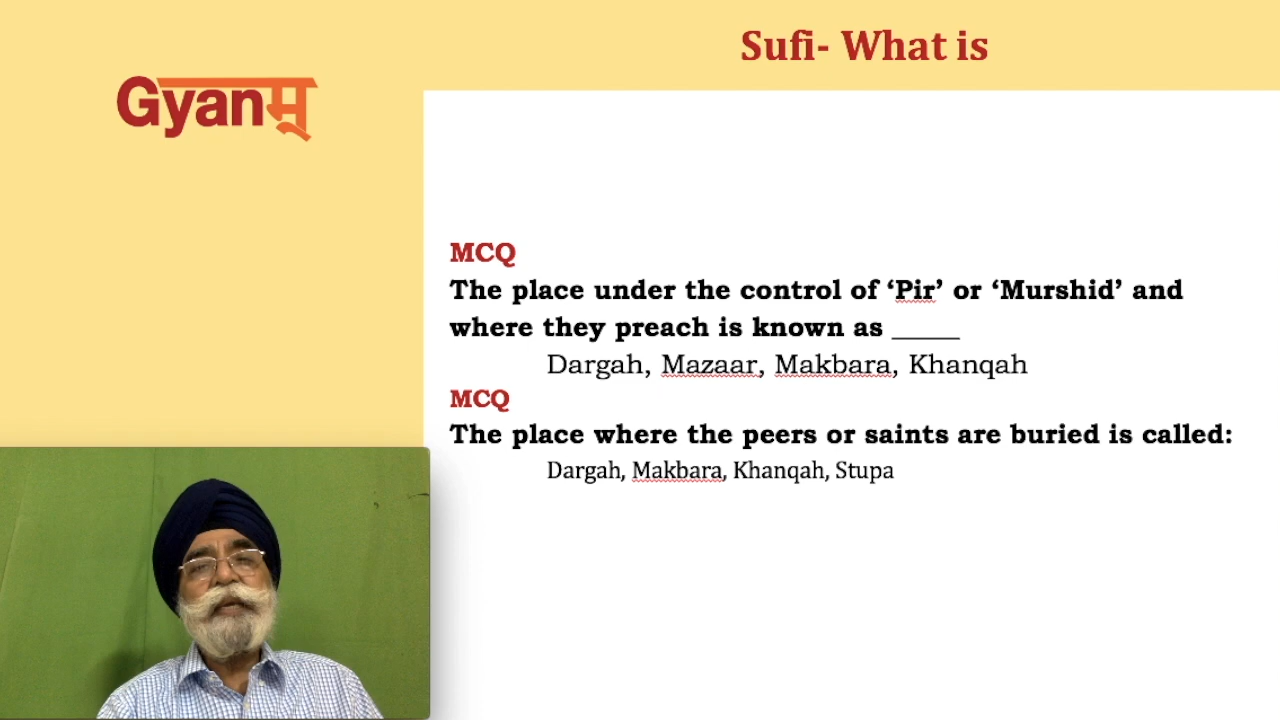 Sufi- What is
Gyanम्
MCQ
The place under the control of ‘Pir’ or ‘Murshid’ and
where they preach is known as _____
Dargah, Mazaar, Makbara, Khanqah
MCQ
The place where the peers or saints are buried is called:
Dargah, Makbara, Khanqah, Stupa